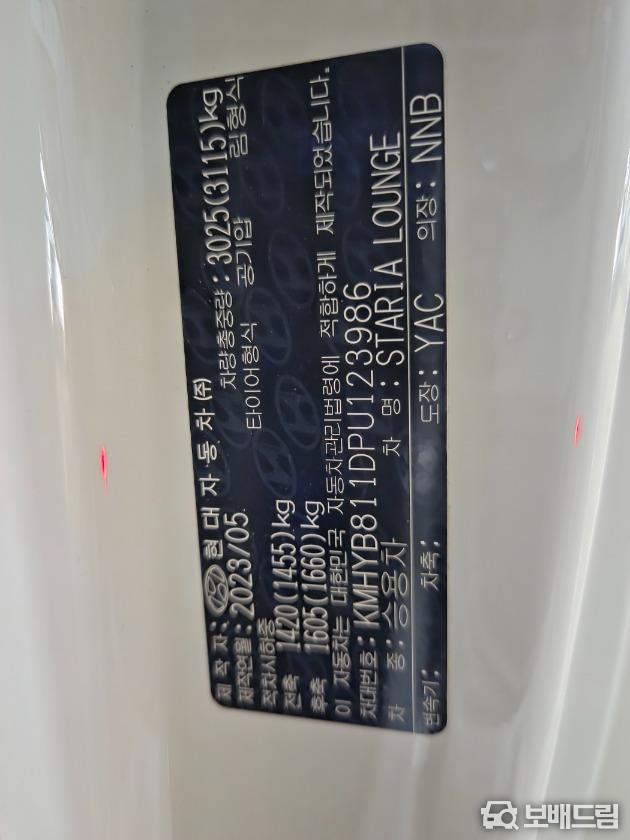 제 작 자: 현대자동차(주)
제작연월: 2023/05 차량총중량: 3025(3115)kg
적차시하중 타이어형식 공기압 림형식
전축 1420(1455)kg
후축 1605(1660)kg
이 자동차는 대한민국 자동차관리법령에 적합하게 제작되었습니다.
차대번호: KMHYB811DPU123986
차 종: 승용차 차 명: STARIA LOUNGE
변속기: 차축: 도장: YAC 의장: NNB
보배드림